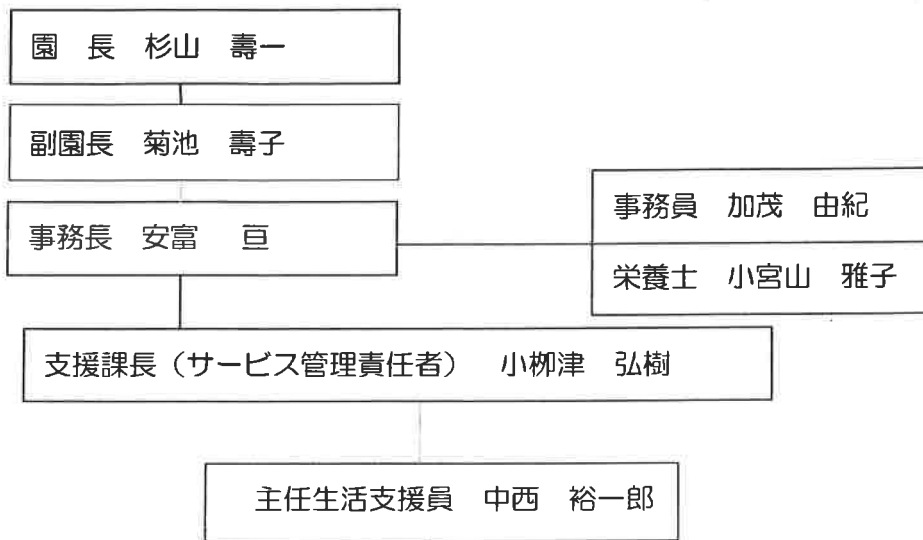 園　長　杉山　壽一
副園長　菊池　壽子
事務長　安富　亘
事務員　加茂　由紀
栄養士　小宮山　雅子
支援課長（サービス管理責任者）　小栁津　弘樹
主任生活支援員　中西　裕一郎